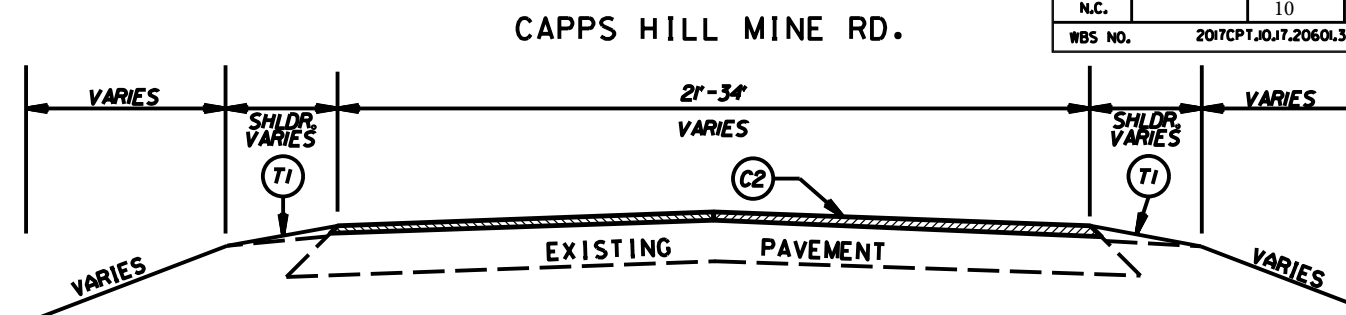 CAPPS HILL MINE RD.
N.C. 10
WBS NO. 2017CPT.10.17.20601.3
VARIES 21'-34' VARIES
SHLDR. VARIES SHLDR.
VARIES VARIES
T1 C2 T1
EXISTING PAVEMENT
VARIES VARIES